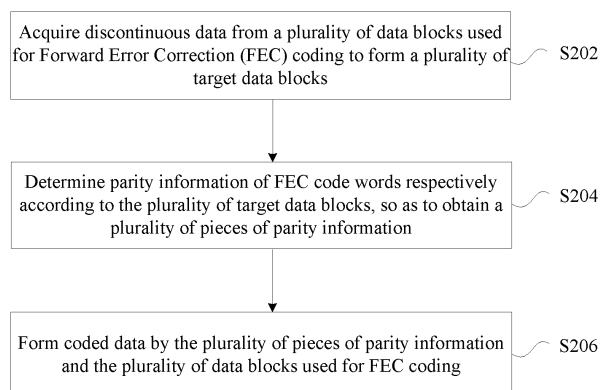 Acquire discontinuous data from a plurality of data blocks used
for Forward Error Correction (FEC) coding to form a plurality of
target data blocks
S202
Determine parity information of FEC code words respectively
according to the plurality of target data blocks, so as to obtain a
plurality of pieces of parity information
S204
Form coded data by the plurality of pieces of parity information
and the plurality of data blocks used for FEC coding
S206